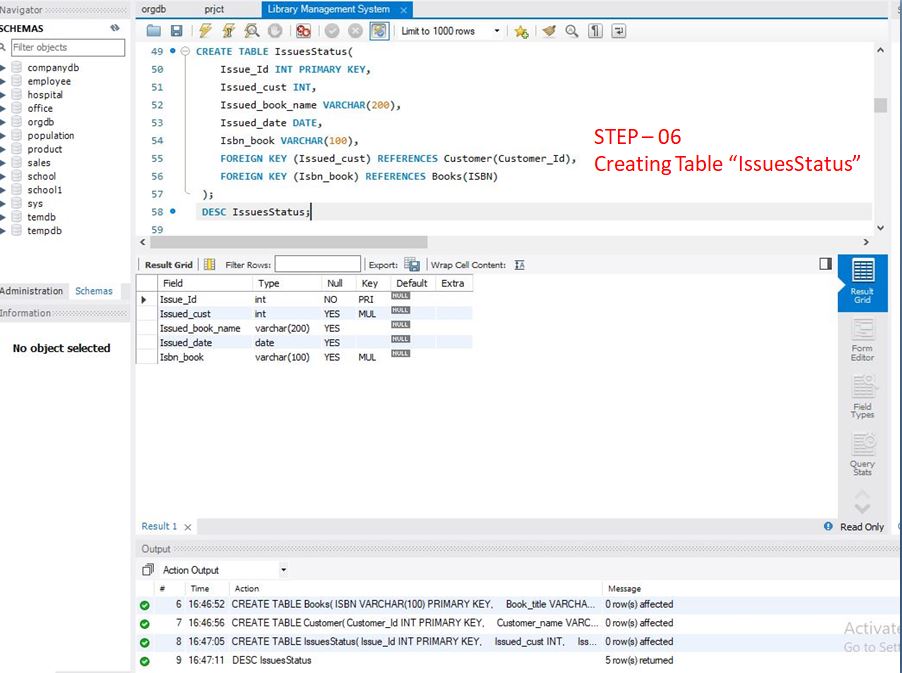 Navigator
SCHEMAS
Filter objects
companydb
employee
hospital
office
orgdb
population
product
sales
school
school1
sys
temdb
tempdb
Administration Schemas
Information
No object selected
orgdb prjct Library Management System
Limit to 1000 rows
49 CREATE TABLE IssuesStatus(
50 Issue_Id INT PRIMARY KEY,
51 Issued_cust INT,
52 Issued_book_name VARCHAR(200),
53 Issued_date DATE,
54 Isbn_book VARCHAR(100),
55 FOREIGN KEY (Issued_cust) REFERENCES Customer(Customer_Id),
56 FOREIGN KEY (Isbn_book) REFERENCES Books(ISBN)
57 );
58 DESC IssuesStatus;
59
STEP – 06
Creating Table “IssuesStatus”
Result Grid Filter Rows: Export: Wrap Cell Content:
Field Type Null Key Default Extra
Issue_Id int NO PRI NULL
Issued_cust int YES MUL NULL
Issued_book_name varchar(200) YES NULL
Issued_date date YES NULL
Isbn_book varchar(100) YES MUL NULL
Result
Grid
Form
Editor
Field
Types
Query
Stats
Result 1 Read Only
Output
Action Output
# Time Action Message
6 16:46:52 CREATE TABLE Books( ISBN VARCHAR(100) PRIMARY KEY, Book_title VARCHA... 0 row(s) affected
7 16:46:56 CREATE TABLE Customer( Customer_Id INT PRIMARY KEY, Customer_name VARC... 0 row(s) affected
8 16:47:05 CREATE TABLE IssuesStatus( Issue_Id INT PRIMARY KEY, Issued_cust INT, Iss... 0 row(s) affected
9 16:47:11 DESC IssuesStatus 5 row(s) returned
Activate
Go to Sett